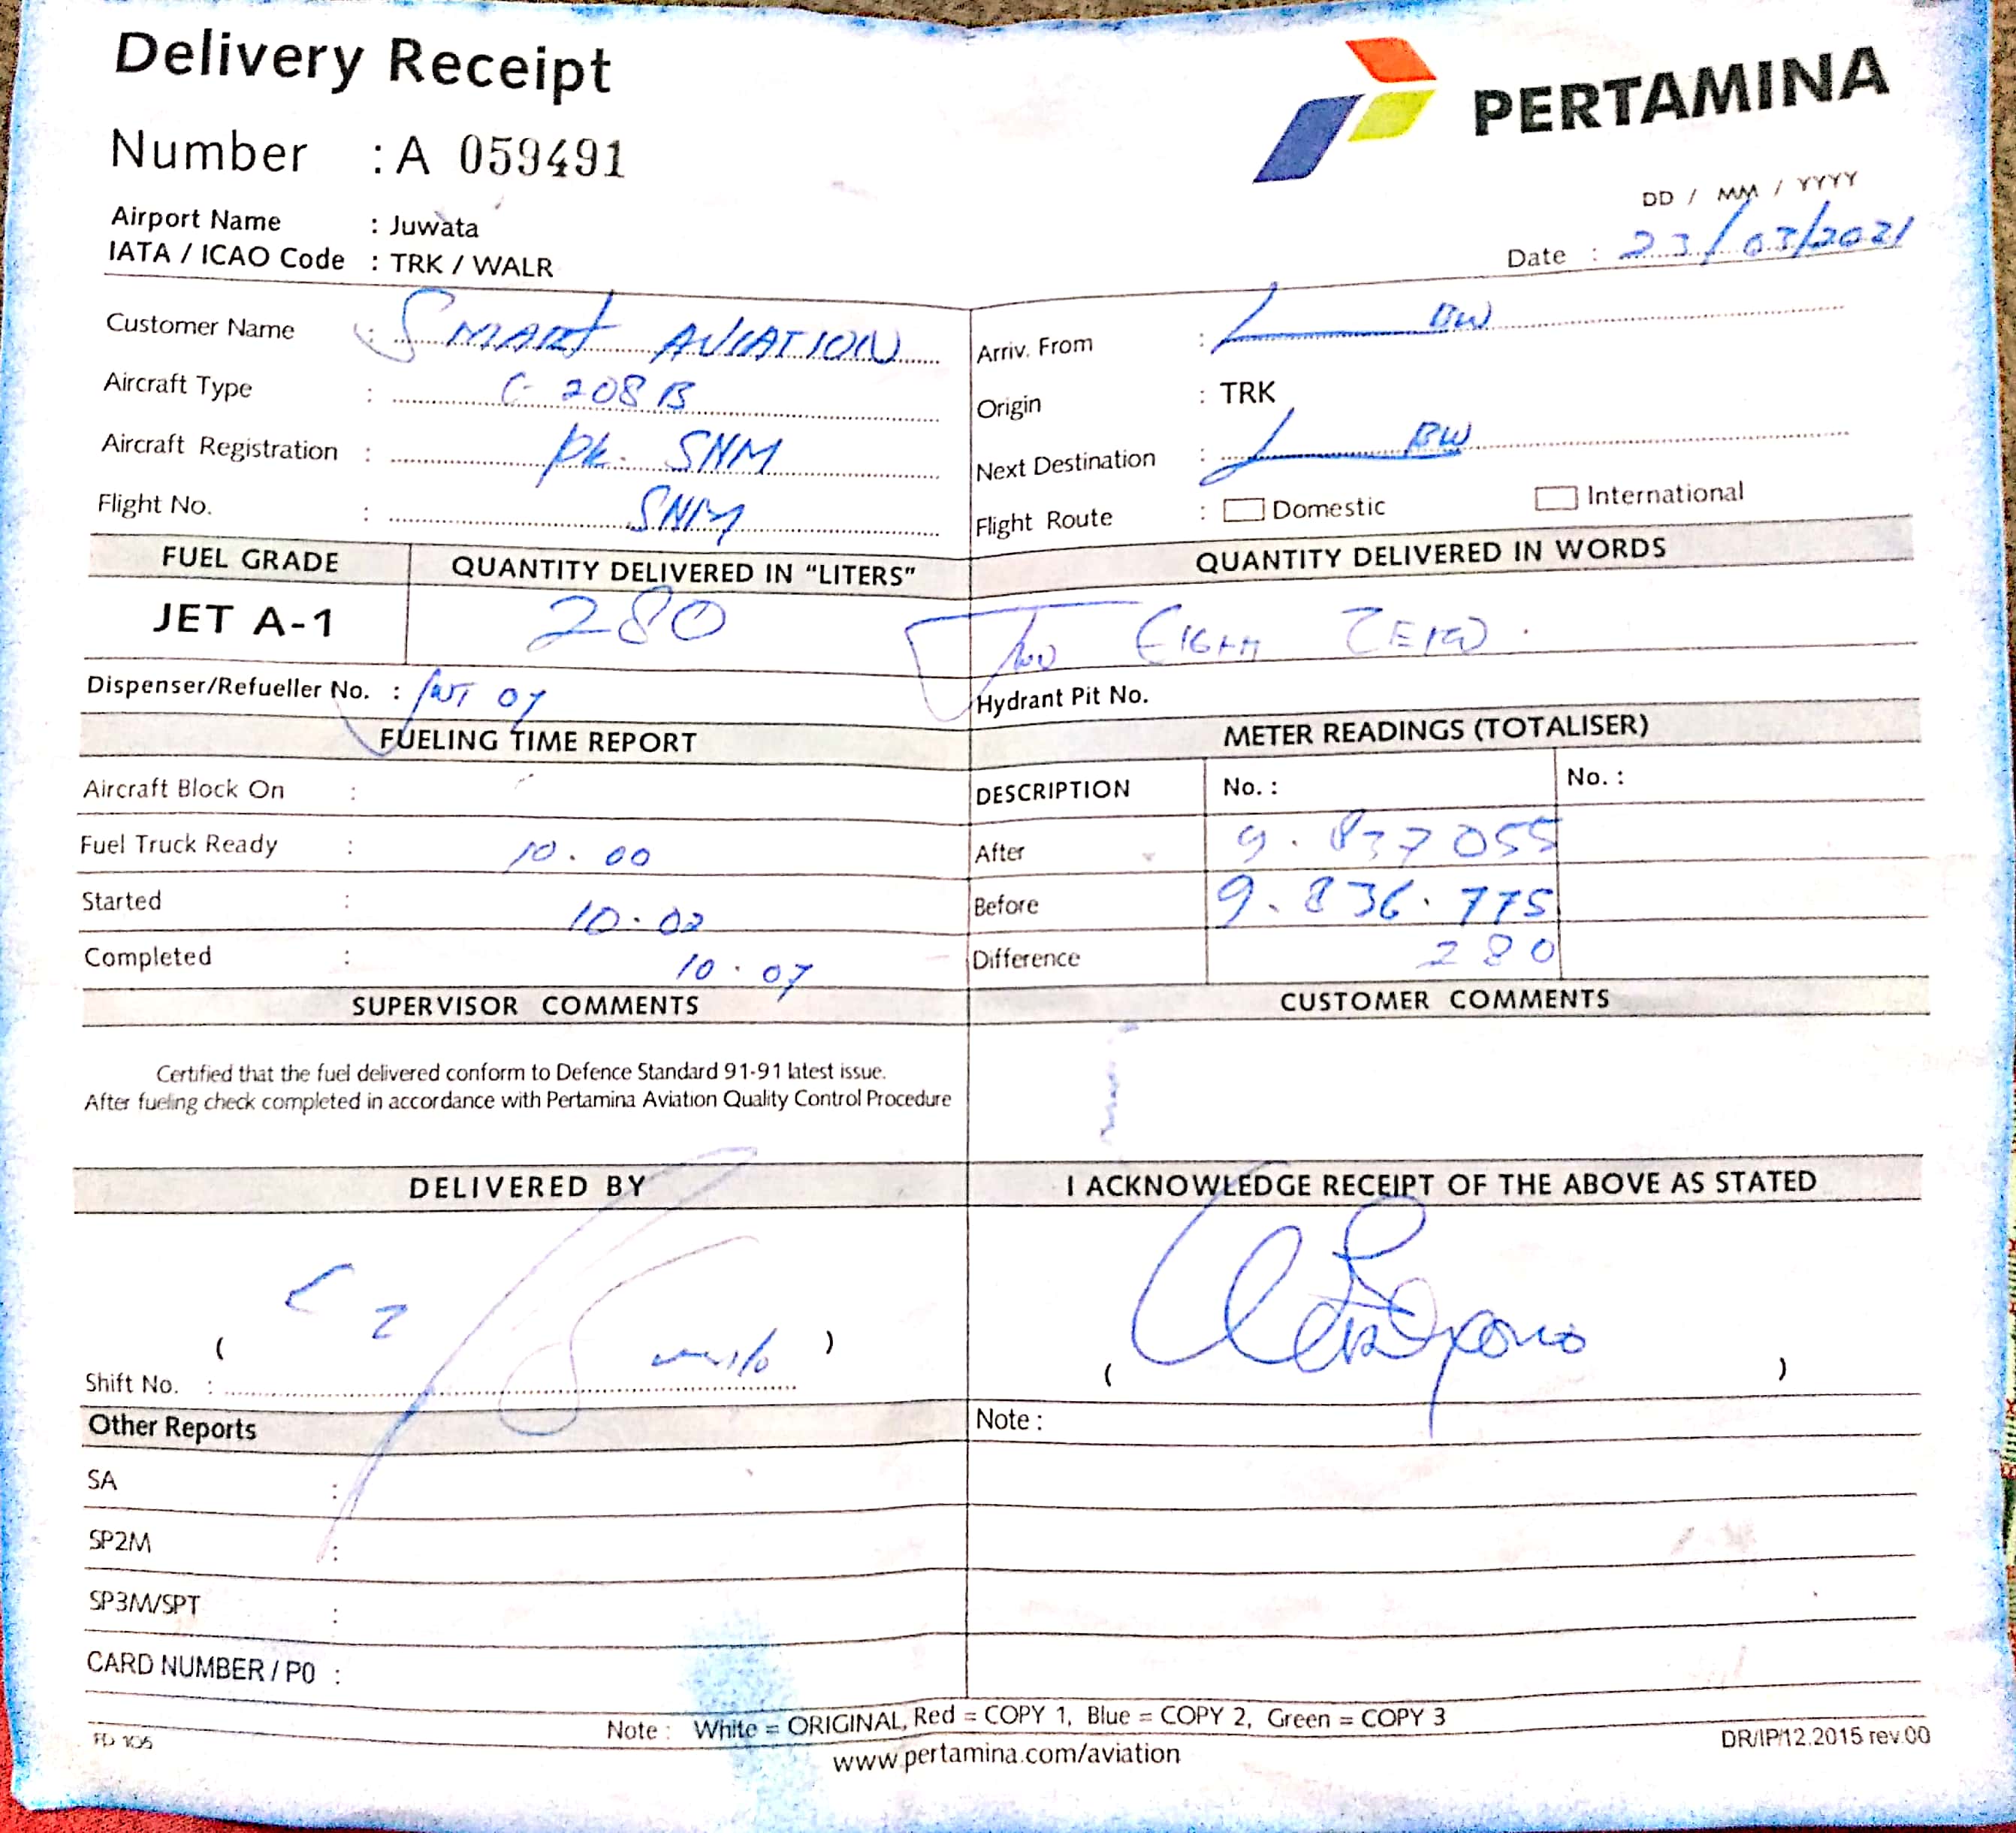 Delivery Receipt
PERTAMINA
Number : A 059491
DD / MM / YYYY
Airport Name : Juwata
IATA / ICAO Code : TRK / WALR
Date : 23/03/2021
Customer Name : SMART AVIATION
Arriv. From : L BW
Aircraft Type : C 208 B
Origin : TRK
Aircraft Registration : PK. SNM
Next Destination : L BW
Flight No. : SNM
Flight Route : Domestic International
FUEL GRADE QUANTITY DELIVERED IN “LITERS” QUANTITY DELIVERED IN WORDS
JET A-1 280 Two Eight Zero .
Dispenser/Refueller No. : 07
Hydrant Pit No.
FUELING TIME REPORT METER READINGS (TOTALISER)
Aircraft Block On :
DESCRIPTION No. : No. :
Fuel Truck Ready : 10.00
After 9.837055
Started : 10.02
Before 9.836.775
Completed : 10.07
Difference 280
SUPERVISOR COMMENTS CUSTOMER COMMENTS
Certified that the fuel delivered conform to Defence Standard 91-91 latest issue.
After fueling check completed in accordance with Pertamina Aviation Quality Control Procedure
DELIVERED BY I ACKNOWLEDGE RECEIPT OF THE ABOVE AS STATED
( )
( )
Shift No. :
Other Reports Note :
SA :
SP2M :
SP3M/SPT :
CARD NUMBER / PO :
Note : White = ORIGINAL, Red = COPY 1, Blue = COPY 2, Green = COPY 3
FD 105
www.pertamina.com/aviation
DR/IP/12.2015 rev.00